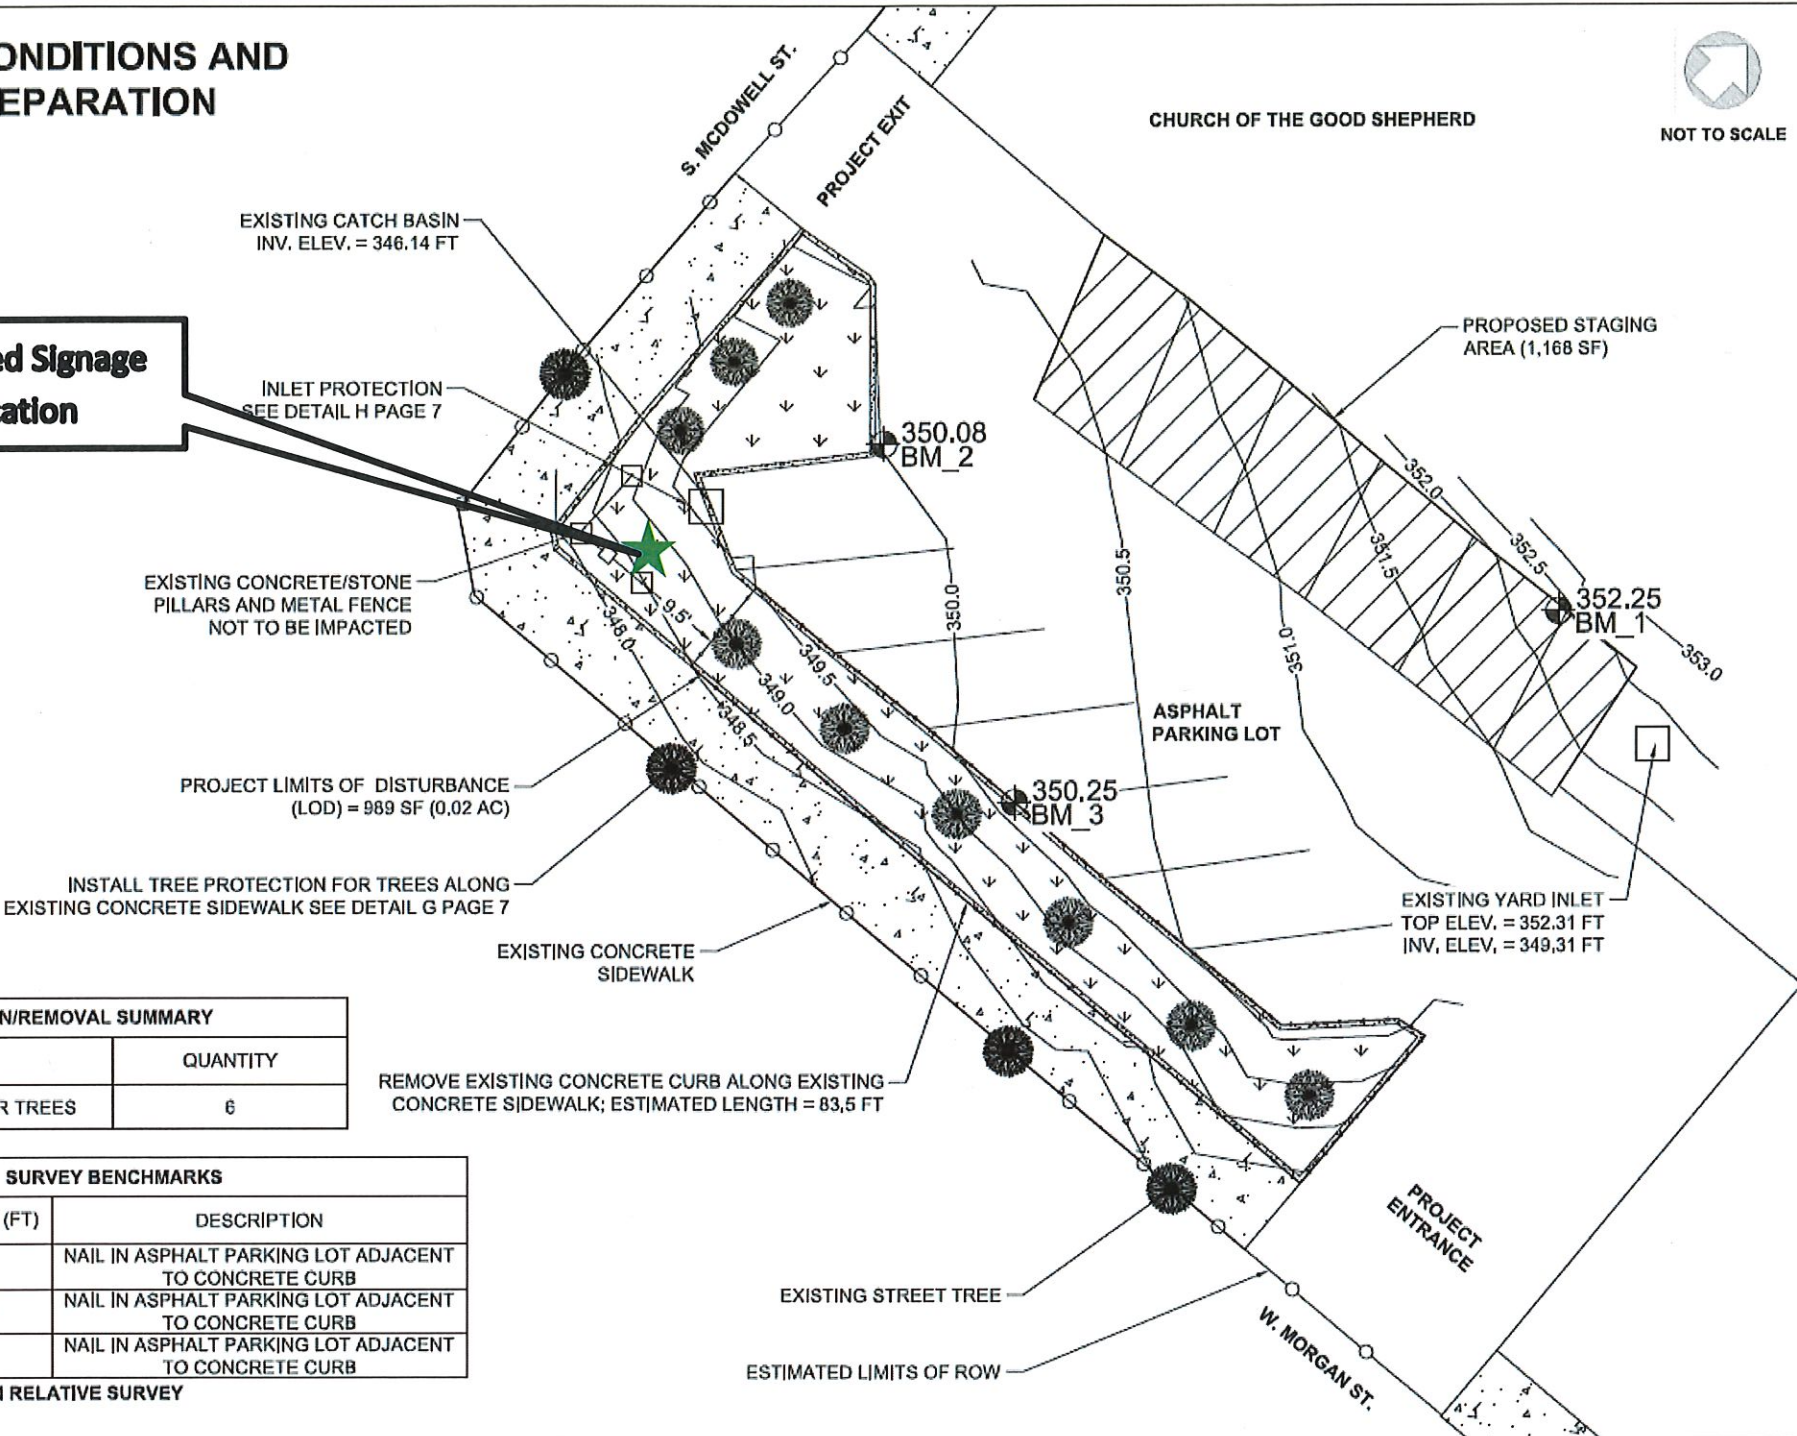 ONDITIONS AND
EPARATION
S. MCDOWELL ST.
PROJECT EXIT
CHURCH OF THE GOOD SHEPHERD
NOT TO SCALE
EXISTING CATCH BASIN
INV. ELEV. = 346.14 FT
ed Signage
cation
INLET PROTECTION
SEE DETAIL H PAGE 7
PROPOSED STAGING
AREA (1,168 SF)
350.08
BM_2
352.0
352.5
351.5
352.25
BM_1
353.0
EXISTING CONCRETE/STONE
PILLARS AND METAL FENCE
NOT TO BE IMPACTED
9.5'
348.0
349.5
349.0
348.5
350.0
350.5
351.0
ASPHALT
PARKING LOT
PROJECT LIMITS OF DISTURBANCE
(LOD) = 989 SF (0.02 AC)
350.25
BM_3
INSTALL TREE PROTECTION FOR TREES ALONG
EXISTING CONCRETE SIDEWALK SEE DETAIL G PAGE 7
EXISTING YARD INLET
TOP ELEV. = 352.31 FT
INV. ELEV. = 349.31 FT
EXISTING CONCRETE
SIDEWALK
N/REMOVAL SUMMARY
QUANTITY
R TREES 6
REMOVE EXISTING CONCRETE CURB ALONG EXISTING
CONCRETE SIDEWALK; ESTIMATED LENGTH = 83.5 FT
SURVEY BENCHMARKS
(FT) DESCRIPTION
NAIL IN ASPHALT PARKING LOT ADJACENT
TO CONCRETE CURB
NAIL IN ASPHALT PARKING LOT ADJACENT
TO CONCRETE CURB
NAIL IN ASPHALT PARKING LOT ADJACENT
TO CONCRETE CURB
RELATIVE SURVEY
PROJECT
ENTRANCE
EXISTING STREET TREE
ESTIMATED LIMITS OF ROW
W. MORGAN ST.